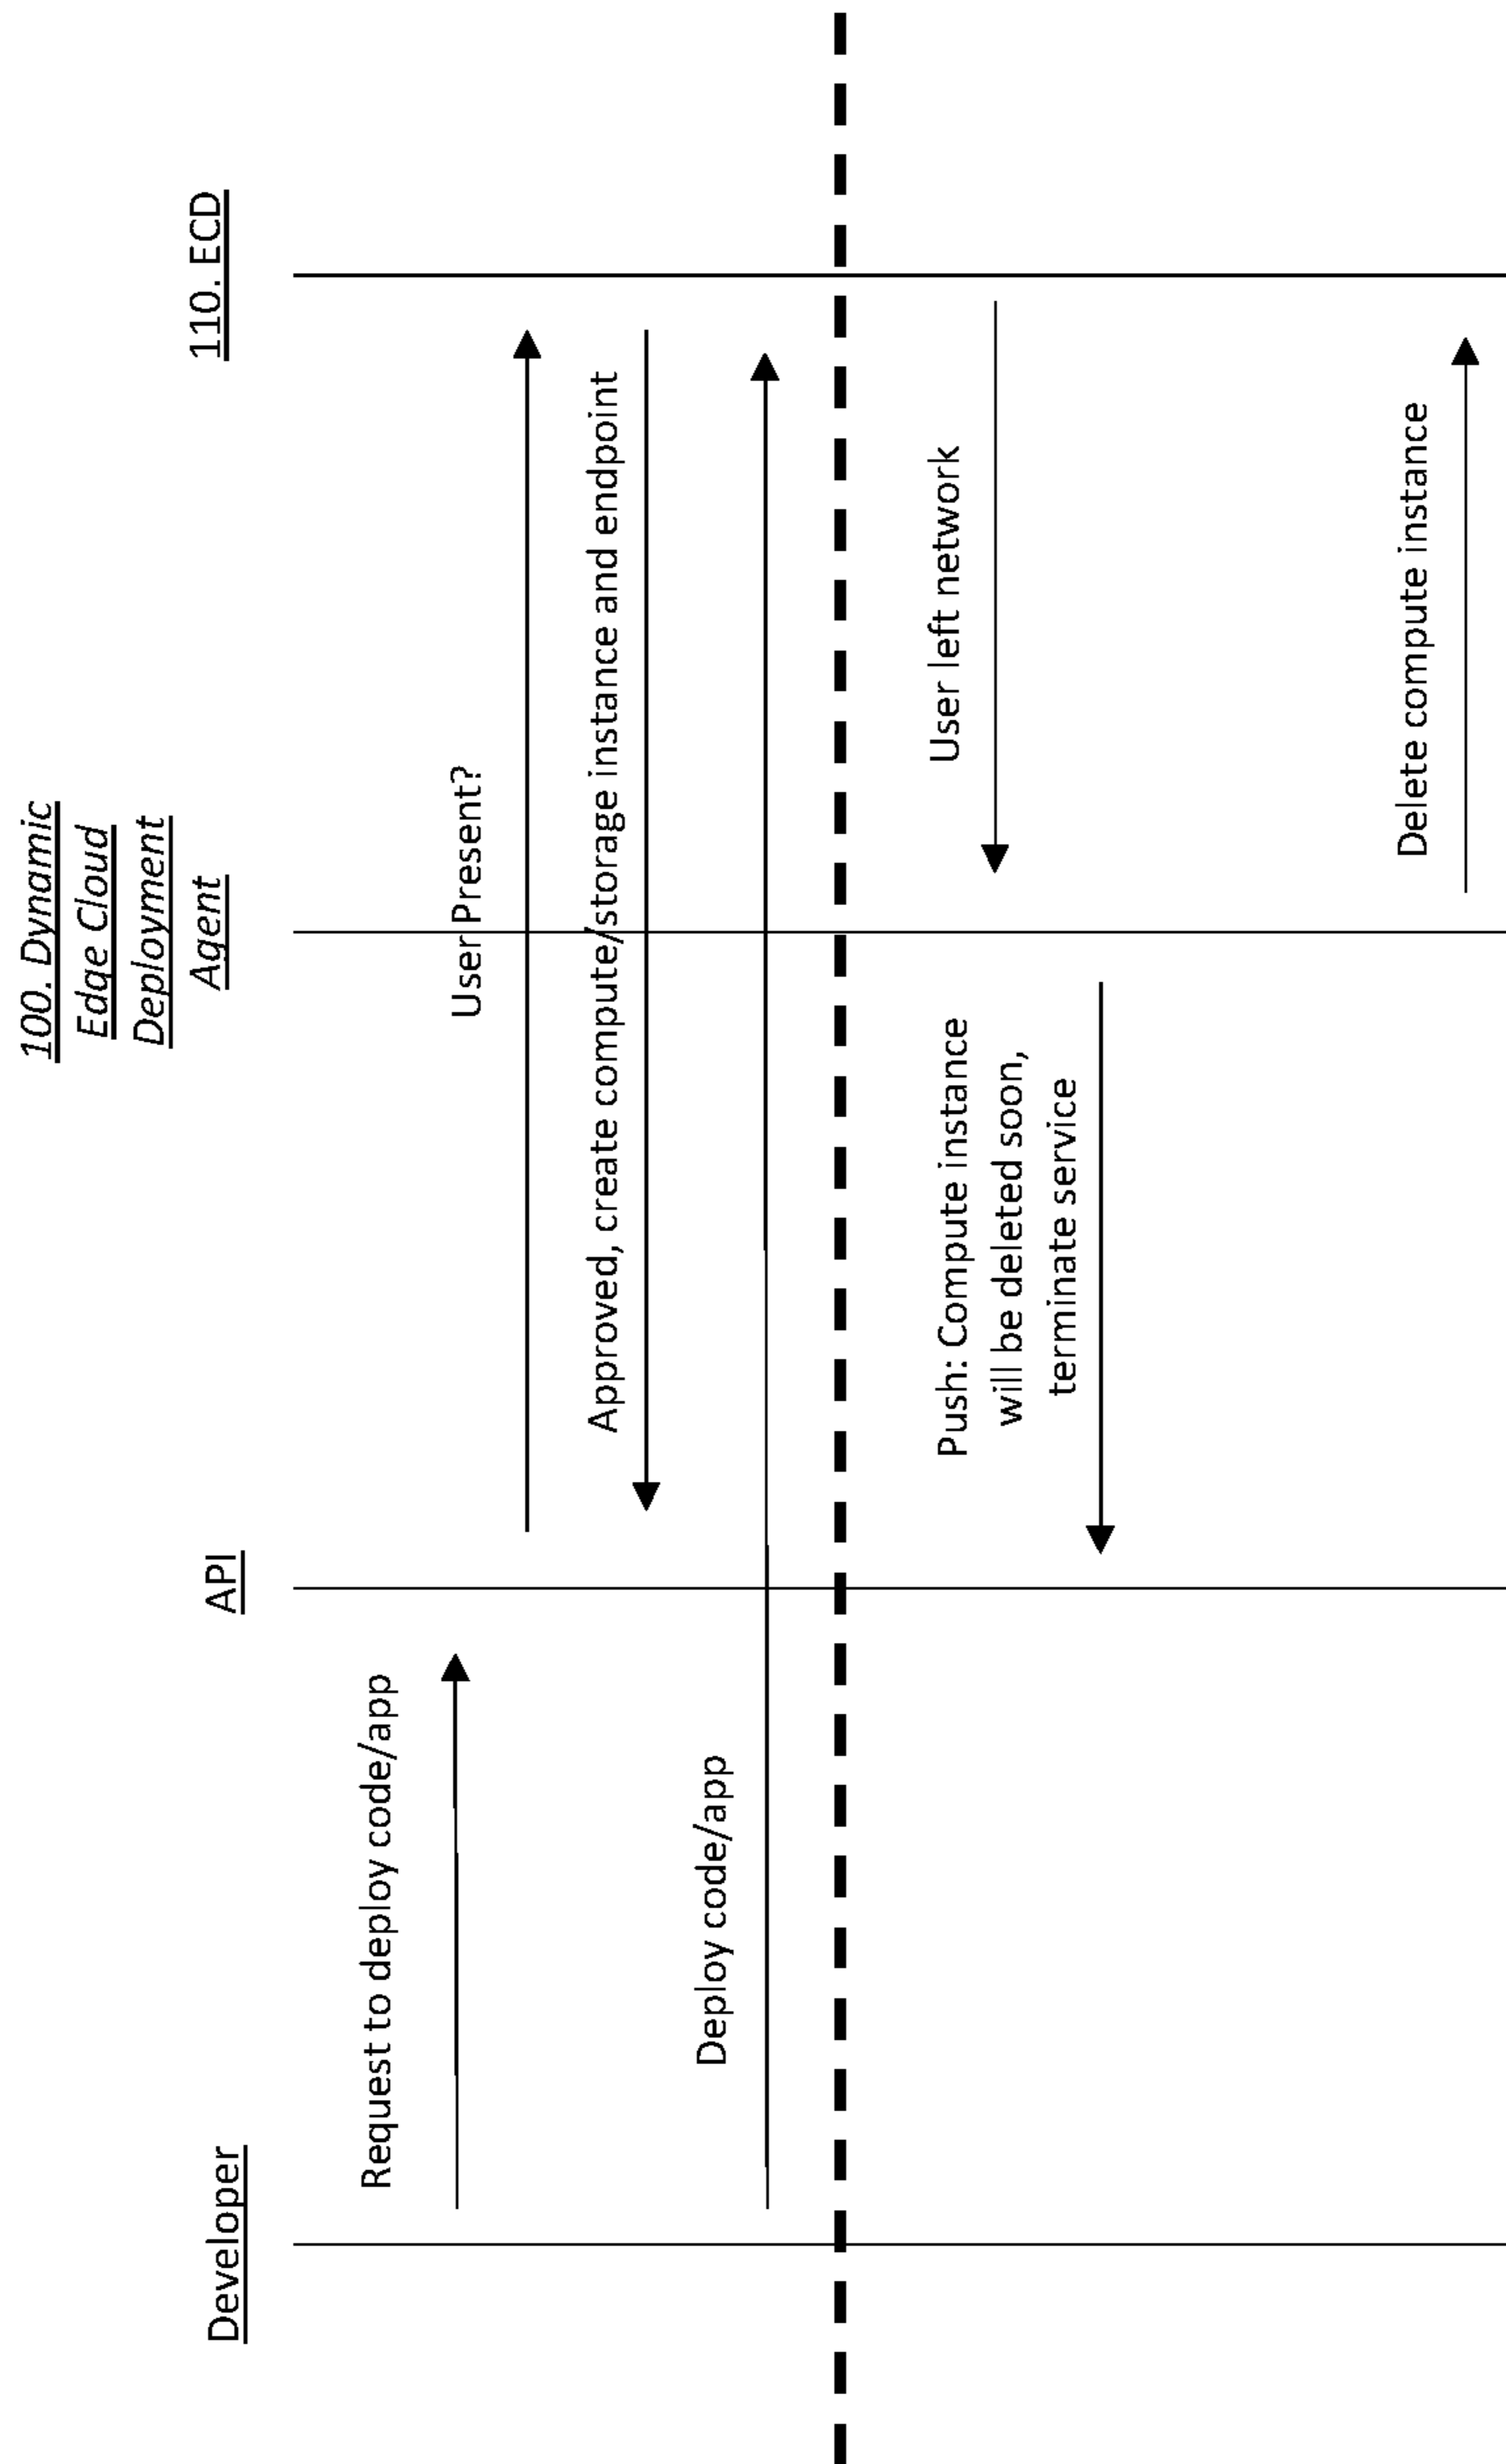 Developer
API
100. Dynamic
Edge Cloud
Deployment
Agent
110. ECD
Request to deploy code/app
User Present?
Approved, create compute/storage instance and endpoint
Deploy code/app
User left network
Push: Compute instance
will be deleted soon,
terminate service
Delete compute instance